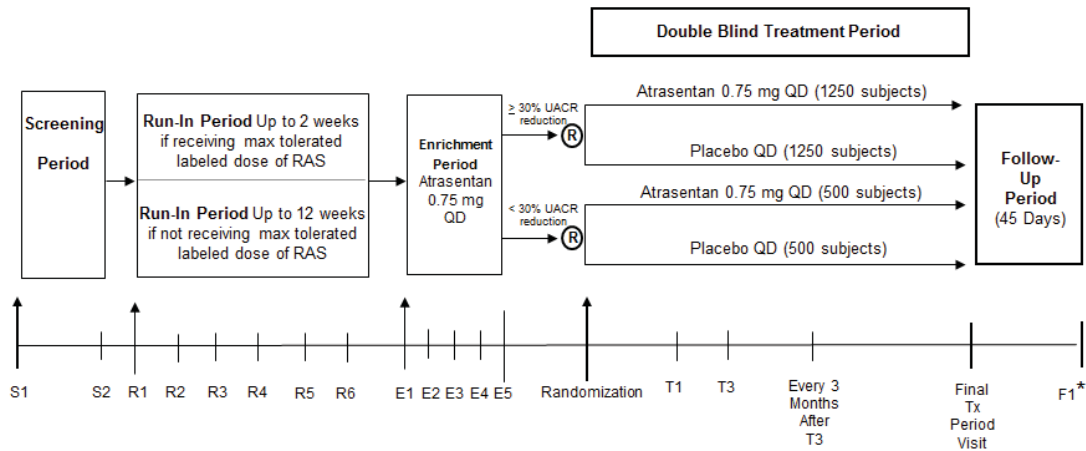 Double Blind Treatment Period
Screening
Period
Run-In Period Up to 2 weeks
if receiving max tolerated
labeled dose of RAS
Run-In Period Up to 12 weeks
if not receiving max tolerated
labeled dose of RAS
Enrichment
Period
Atrasentan
0.75 mg
QD
≥ 30% UACR
reduction
R
< 30% UACR
reduction
R
Atrasentan 0.75 mg QD (1250 subjects)
Placebo QD (1250 subjects)
Atrasentan 0.75 mg QD (500 subjects)
Placebo QD (500 subjects)
Follow-
Up
Period
(45 Days)
S1
S2
R1
R2
R3
R4
R5
R6
E1
E2
E3
E4
E5
Randomization
T1
T3
Every 3
Months
After
T3
Final
Tx
Period
Visit
F1*